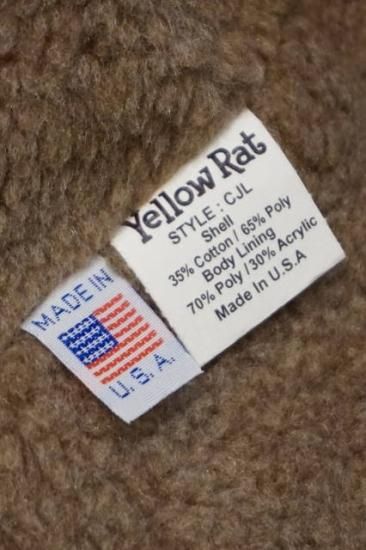 Yellow Rat
STYLE : CJL
Shell
35% Cotton / 65% Poly
Body Lining
70% Poly / 30% Acrylic
Made In U.S.A
MADE IN
U.S.A.